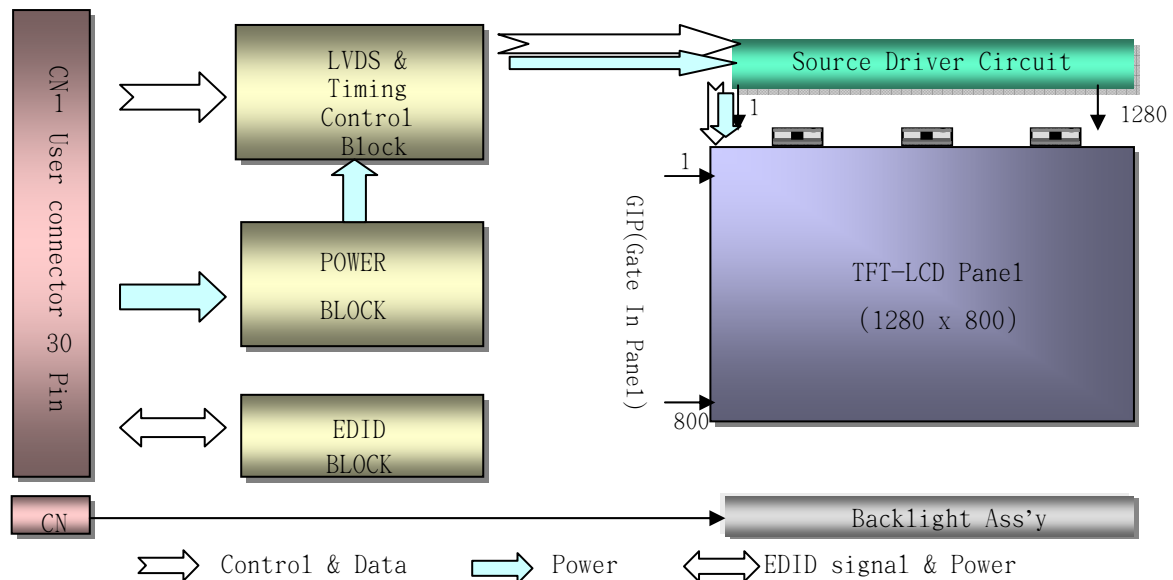 CN-1 User connector 30 Pin
LVDS &
Timing
Control
Block
Source Driver Circuit
1
1280
1
GIP(Gate In Panel)
800
POWER
BLOCK
TFT-LCD Panel
(1280 x 800)
EDID
BLOCK
CN
Backlight Ass'y
Control & Data
Power
EDID signal & Power